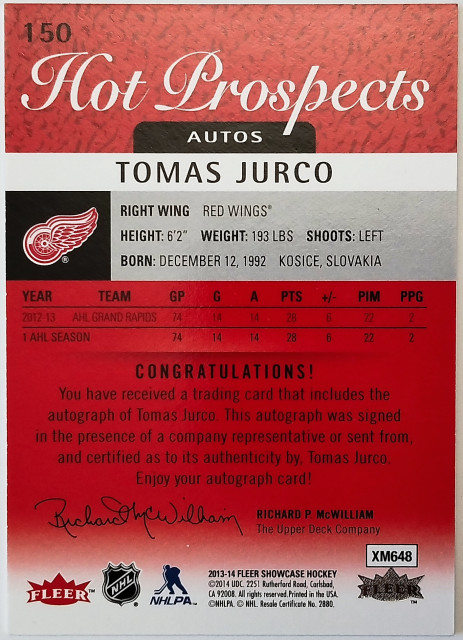 150
Hot Prospects
AUTOS
TOMAS JURCO
RIGHT WING RED WINGS®
HEIGHT: 6'2" WEIGHT: 193 LBS SHOOTS: LEFT
BORN: DECEMBER 12, 1992 KOSICE, SLOVAKIA
YEAR TEAM GP G A PTS +/- PIM PPG
2012-13 AHL GRAND RAPIDS 74 14 14 28 6 22 2
1 AHL SEASON 74 14 14 28 6 22 2
CONGRATULATIONS!
You have received a trading card that includes the
autograph of Tomas Jurco. This autograph was signed
in the presence of a company representative or sent from,
and certified as to its authenticity by, Tomas Jurco.
Enjoy your autograph card!
Richard P. McWilliam
RICHARD P. McWILLIAM
The Upper Deck Company
XM648
FLEER
NHL
NHLPA
2013-14 FLEER SHOWCASE HOCKEY
©2014 UDC. 2251 Rutherford Road, Carlsbad,
CA 92008. All rights reserved. Printed in the USA.
©NHLPA. © NHL. Resale Certificate No. 2880.
FLEER